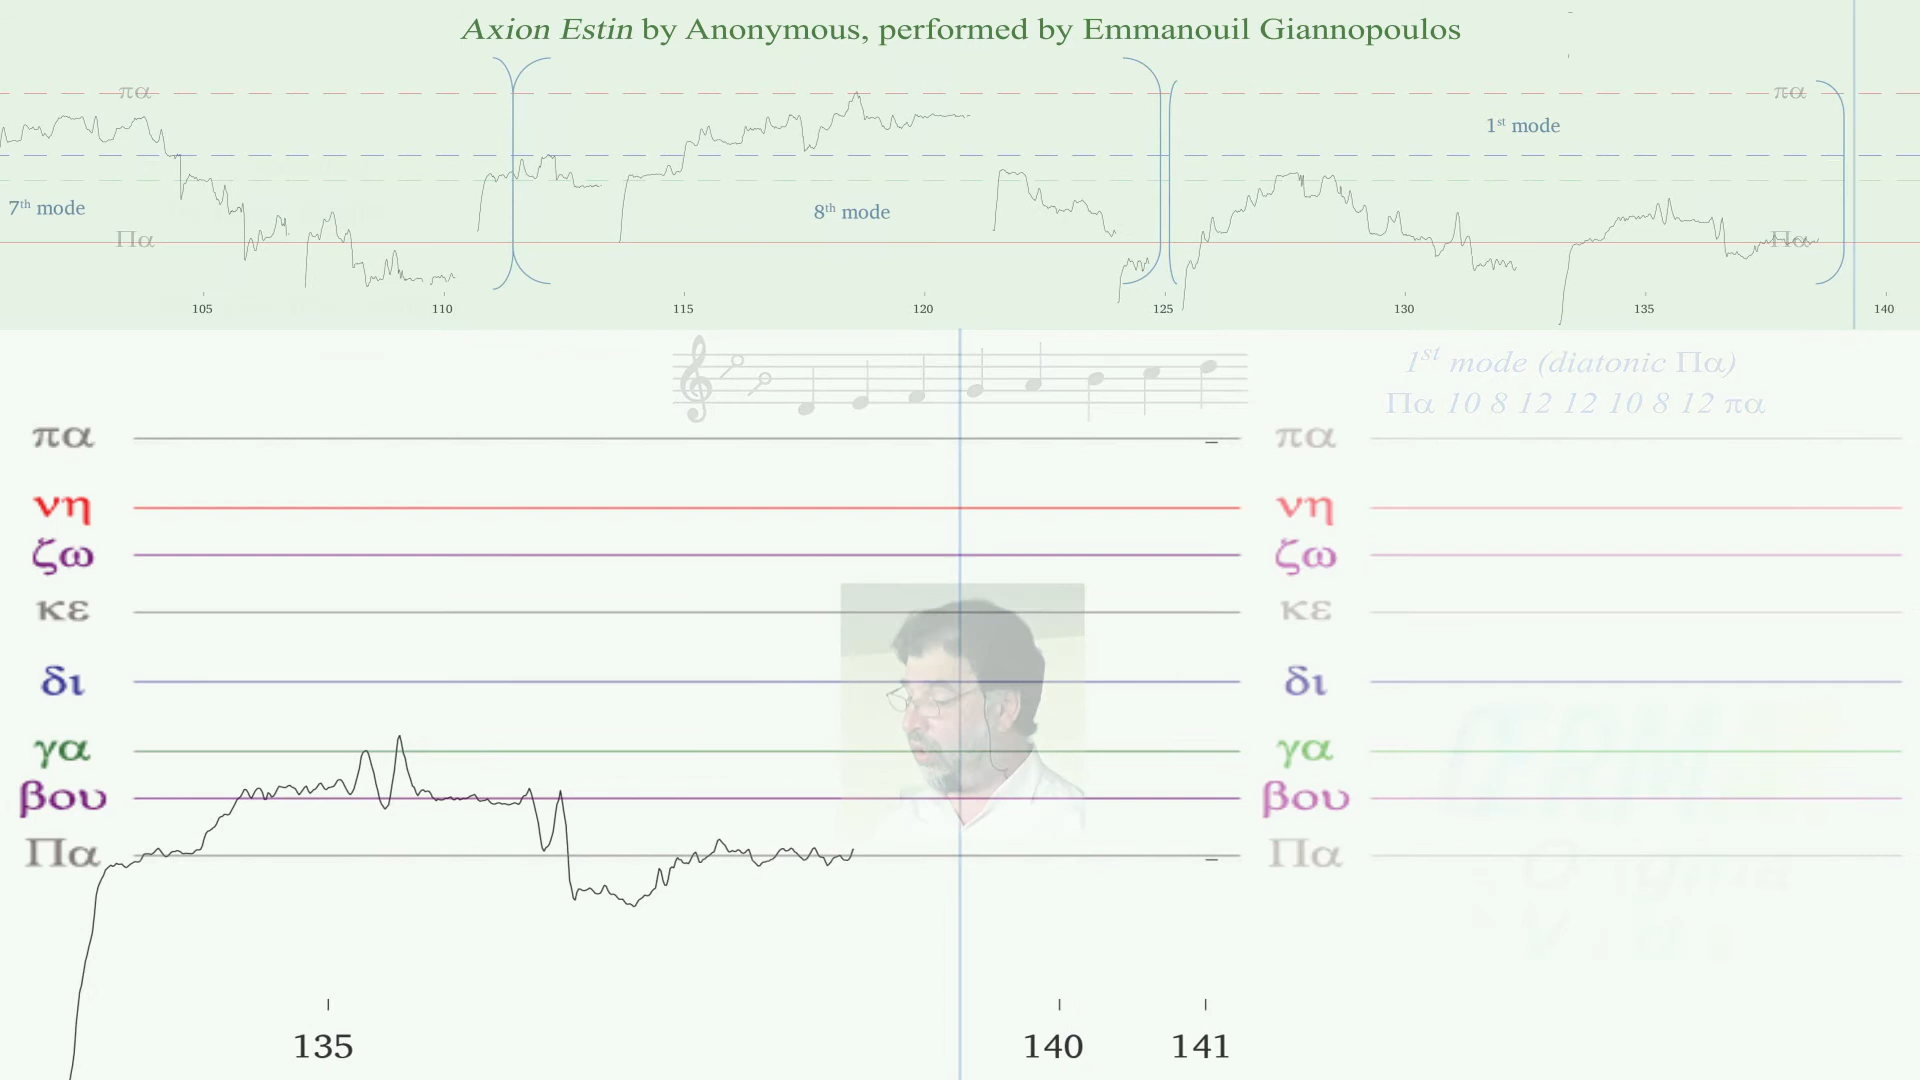 Axion Estin by Anonymous, performed by Emmanouil Giannopoulos
πα πα
1st mode
7th mode 8th mode
Πα Πα
105 110 115 120 125 130 135 140
1st mode (diatonic Πα)
Πα 10 8 12 12 10 8 12 πα
πα πα
νη νη
ζω ζω
κε κε
δι δι
γα γα
βου βου
Πα Πα
135 140 141